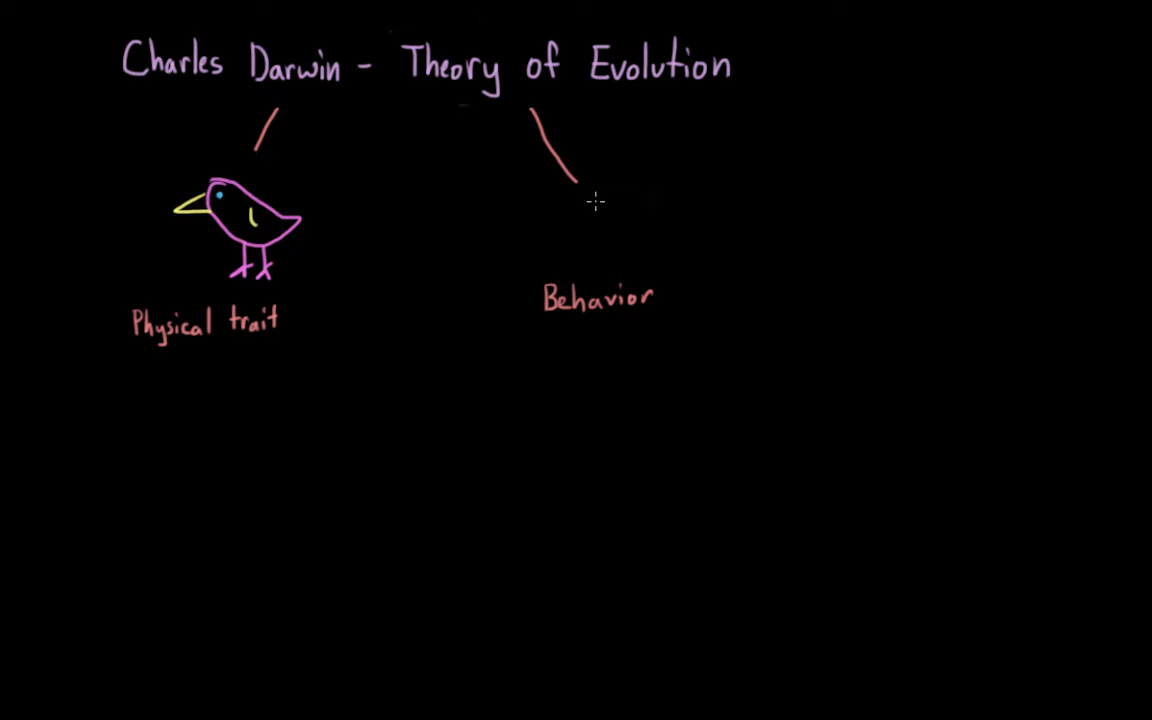 Charles Darwin - Theory of Evolution
Behavior
Physical trait